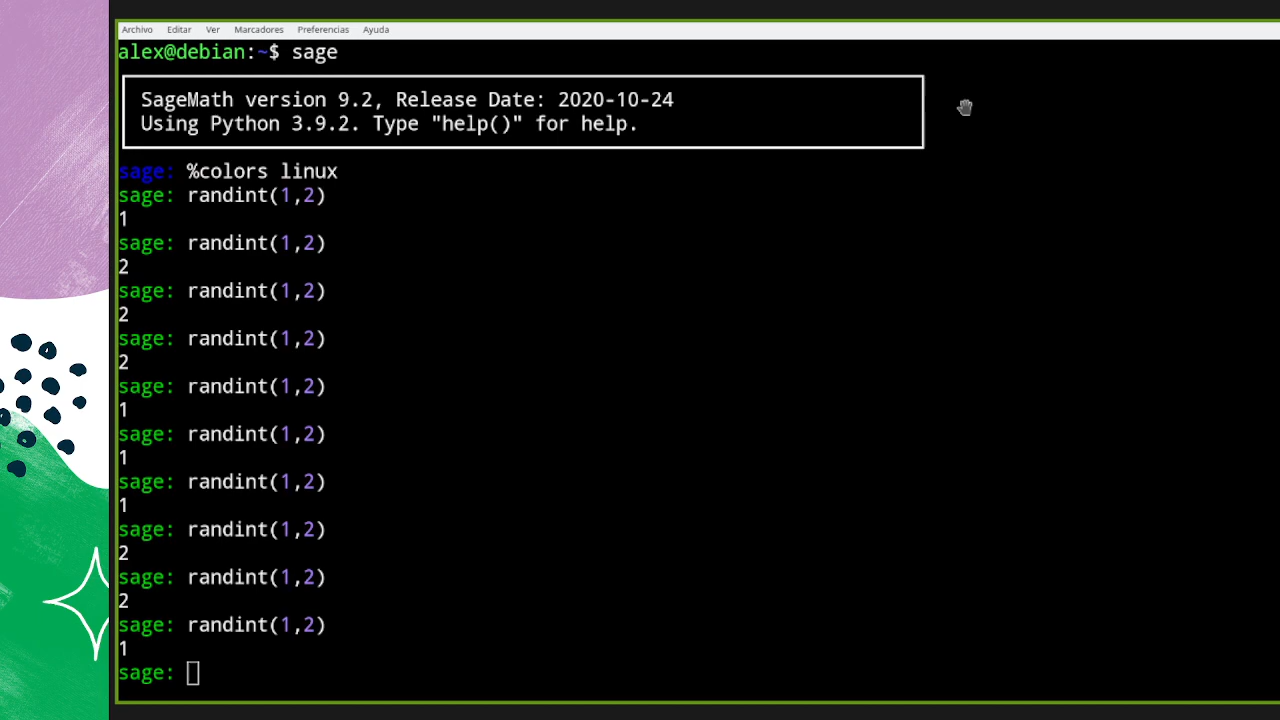 Archivo Editar Ver Marcadores Preferencias Ayuda
alex@debian:~$ sage
SageMath version 9.2, Release Date: 2020-10-24
Using Python 3.9.2. Type "help()" for help.
sage: %colors linux
sage: randint(1,2)
1
sage: randint(1,2)
2
sage: randint(1,2)
2
sage: randint(1,2)
2
sage: randint(1,2)
1
sage: randint(1,2)
1
sage: randint(1,2)
1
sage: randint(1,2)
2
sage: randint(1,2)
2
sage: randint(1,2)
1
sage: